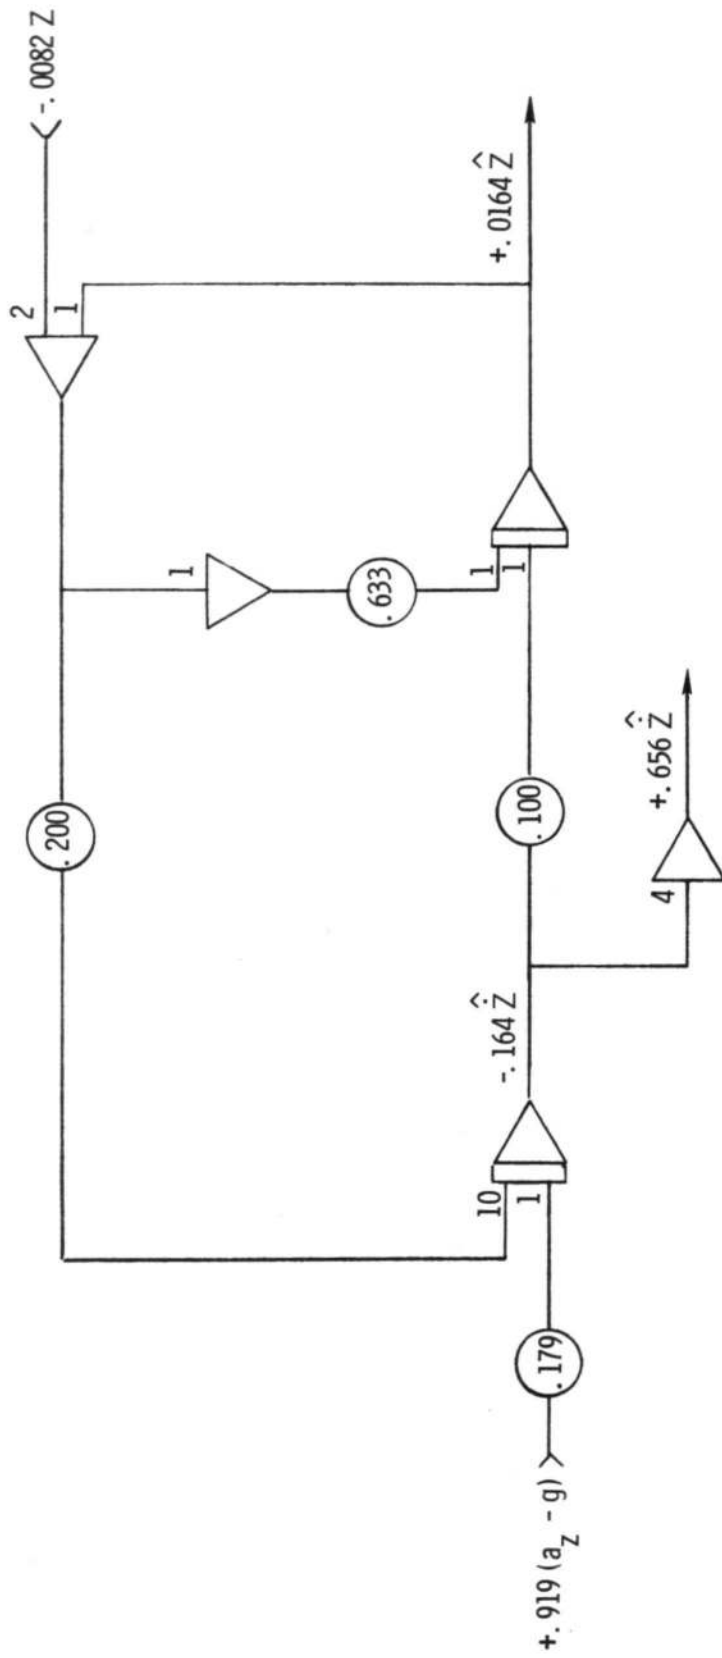 -.0082 Z
2
1
+.0164 Ẑ
1
.633
1
1
.200
.100
+.656 Ż̂
4
-.164 Ż̂
10
1
.179
+.919 (a_z - g)